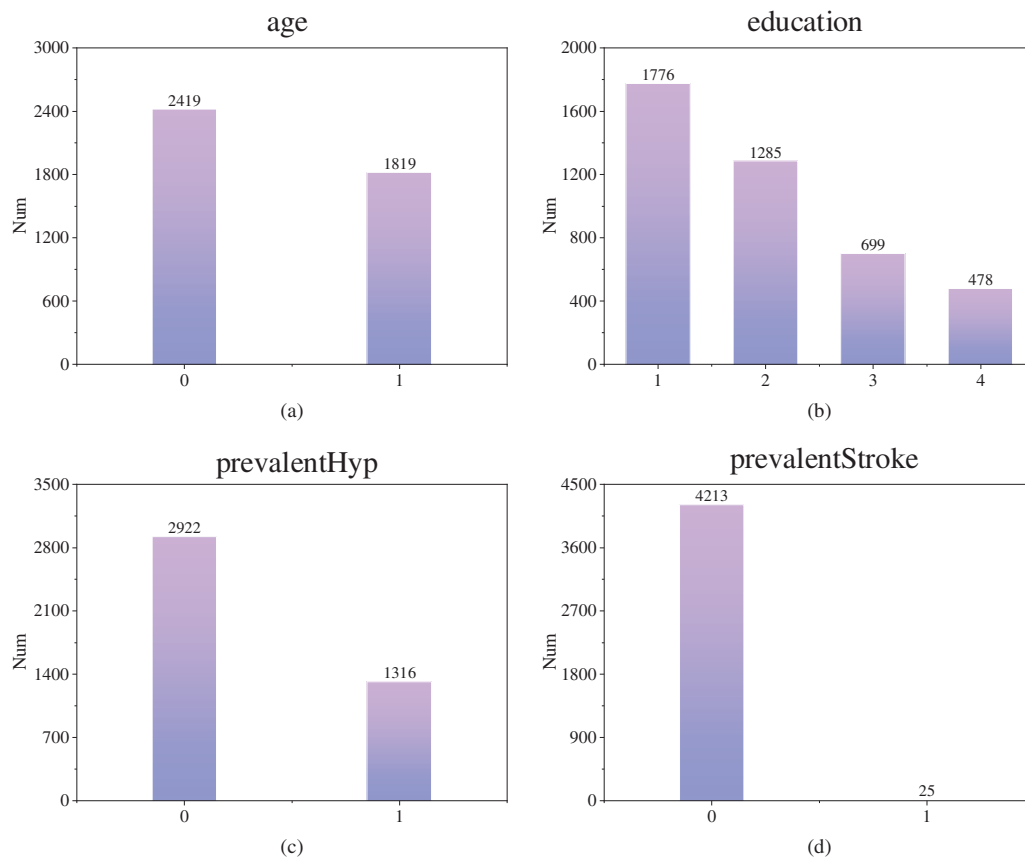 age
3000
2400
1800
1200
600
0
Num
2419
1819
0 1
(a)
education
2000
1600
1200
800
400
0
Num
1776
1285
699
478
1 2 3 4
(b)
prevalentHyp
3500
2800
2100
1400
700
0
Num
2922
1316
0 1
(c)
prevalentStroke
4500
3600
2700
1800
900
0
Num
4213
25
0 1
(d)